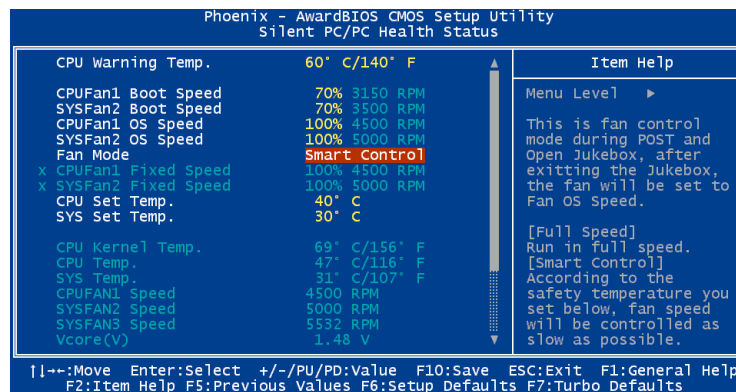 Phoenix - AwardBIOS CMOS Setup Utility
Silent PC/PC Health Status
CPU Warning Temp. 60° C/140° F
CPUFan1 Boot Speed 70% 3150 RPM
SYSFan2 Boot Speed 70% 3500 RPM
CPUFan1 OS Speed 100% 4500 RPM
SYSFan2 OS Speed 100% 5000 RPM
Fan Mode Smart Control
x CPUFan1 Fixed Speed 100% 4500 RPM
x SYSFan2 Fixed Speed 100% 5000 RPM
CPU Set Temp. 40° C
SYS Set Temp. 30° C
CPU Kernel Temp. 69° C/156° F
CPU Temp. 47° C/116° F
SYS Temp. 31° C/107° F
CPUFAN1 Speed 4500 RPM
SYSFAN2 Speed 5000 RPM
SYSFAN3 Speed 5532 RPM
Vcore(V) 1.48 V
Item Help
Menu Level ▶
This is fan control
mode during POST and
Open Jukebox, after
exitting the Jukebox,
the fan will be set to
Fan OS Speed.
[Full Speed]
Run in full speed.
[Smart Control]
According to the
safety temperature you
set below, fan speed
will be controlled as
slow as possible.
↑↓→←:Move Enter:Select +/-/PU/PD:Value F10:Save ESC:Exit F1:General Help
F2:Item Help F5:Previous Values F6:Setup Defaults F7:Turbo Defaults